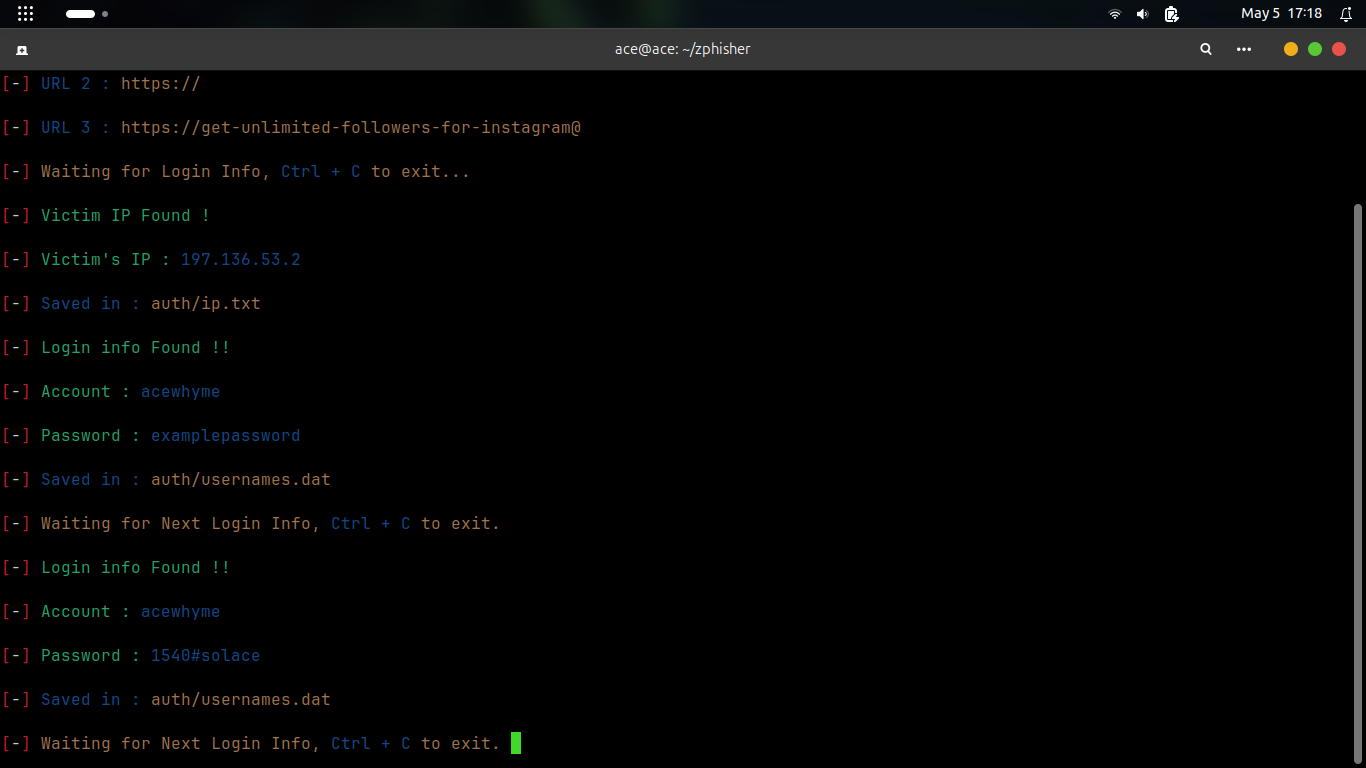 May 5 17:18
ace@ace: ~/zphisher
[-] URL 2 : https://
[-] URL 3 : https://get-unlimited-followers-for-instagram@
[-] Waiting for Login Info, Ctrl + C to exit...
[-] Victim IP Found !
[-] Victim's IP : 197.136.53.2
[-] Saved in : auth/ip.txt
[-] Login info Found !!
[-] Account : acewhyme
[-] Password : examplepassword
[-] Saved in : auth/usernames.dat
[-] Waiting for Next Login Info, Ctrl + C to exit.
[-] Login info Found !!
[-] Account : acewhyme
[-] Password : 1540#solace
[-] Saved in : auth/usernames.dat
[-] Waiting for Next Login Info, Ctrl + C to exit.